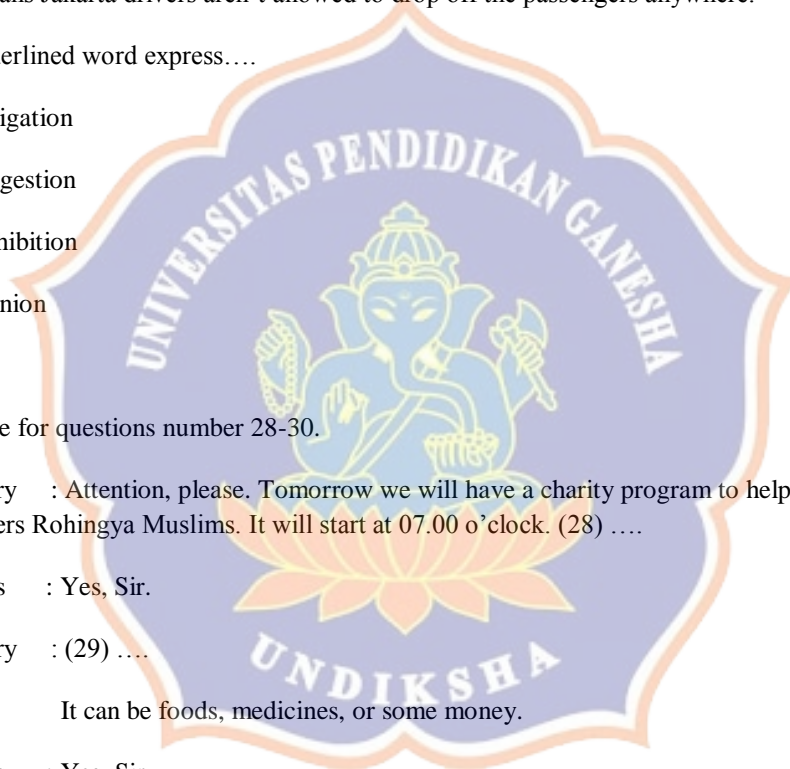 ans Jakarta drivers aren't allowed to drop off the passengers anywhere.
erlined word express….
igation
gestion
hibition
nion
UNIVERSITAS PENDIDIKAN GANESHA
e for questions number 28-30.
ry : Attention, please. Tomorrow we will have a charity program to help
ers Rohingya Muslims. It will start at 07.00 o'clock. (28) ….
s : Yes, Sir.
ry : (29) ….
UNDIKSHA
It can be foods, medicines, or some money.
: Yes, Sir